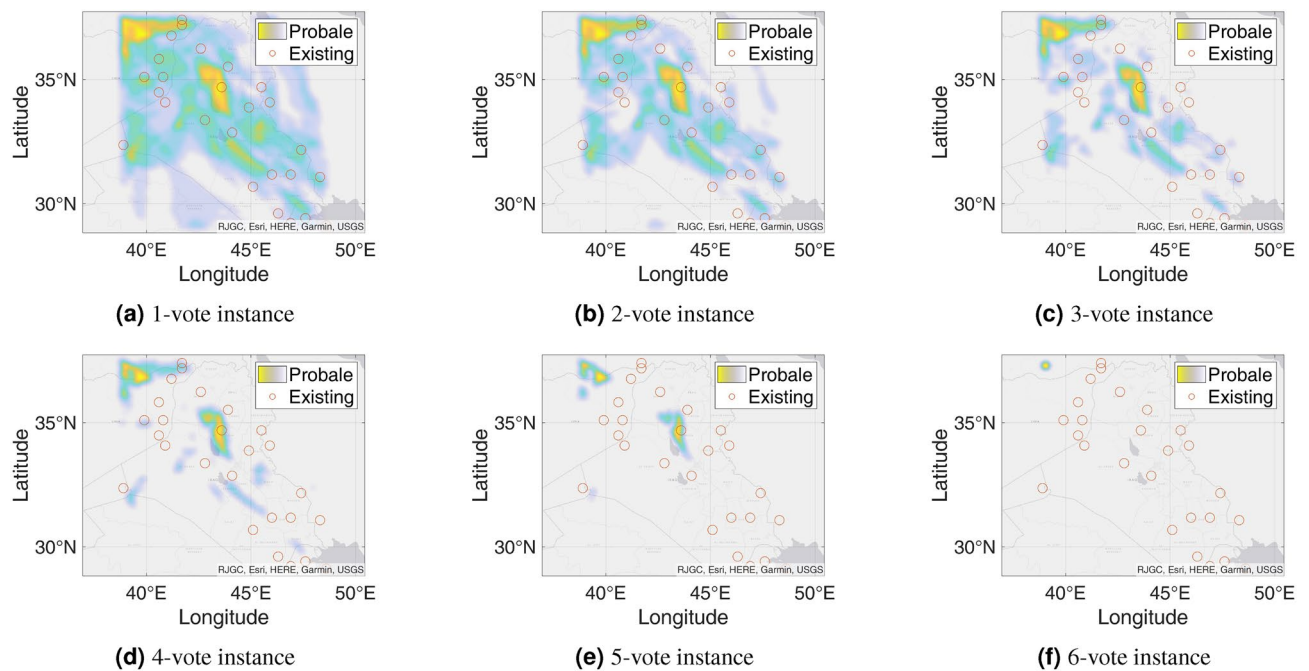 Probale
Existing
35°N
30°N
Latitude
RJGC, Esri, HERE, Garmin, USGS
40°E 45°E 50°E
Longitude
(a) 1-vote instance
Probale
Existing
35°N
30°N
Latitude
RJGC, Esri, HERE, Garmin, USGS
40°E 45°E 50°E
Longitude
(b) 2-vote instance
Probale
Existing
35°N
30°N
Latitude
RJGC, Esri, HERE, Garmin, USGS
40°E 45°E 50°E
Longitude
(c) 3-vote instance
Probale
Existing
35°N
30°N
Latitude
RJGC, Esri, HERE, Garmin, USGS
40°E 45°E 50°E
Longitude
(d) 4-vote instance
Probale
Existing
35°N
30°N
Latitude
RJGC, Esri, HERE, Garmin, USGS
40°E 45°E 50°E
Longitude
(e) 5-vote instance
Probale
Existing
35°N
30°N
Latitude
RJGC, Esri, HERE, Garmin, USGS
40°E 45°E 50°E
Longitude
(f) 6-vote instance